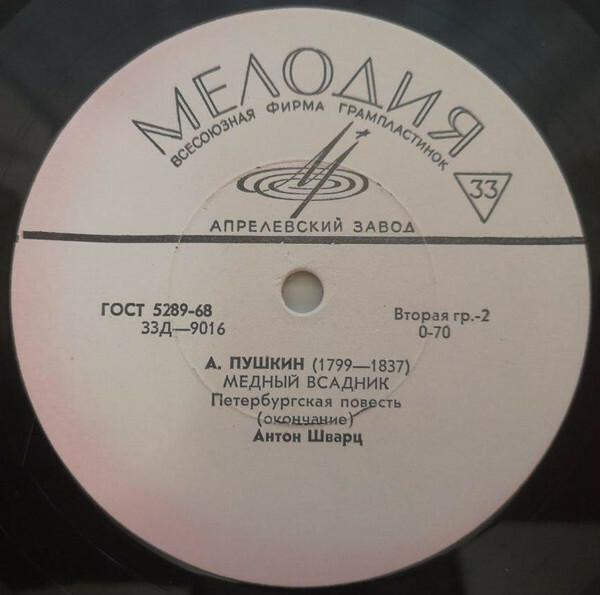 МЕЛОДИЯ
ВСЕСОЮЗНАЯ ФИРМА ГРАМПЛАСТИНОК
33
АПРЕЛЕВСКИЙ ЗАВОД
ГОСТ 5289-68
33Д—9016
Вторая гр.-2
0-70
А. ПУШКИН (1799—1837)
МЕДНЫЙ ВСАДНИК
Петербургская повесть
(окончание)
Антон Шварц